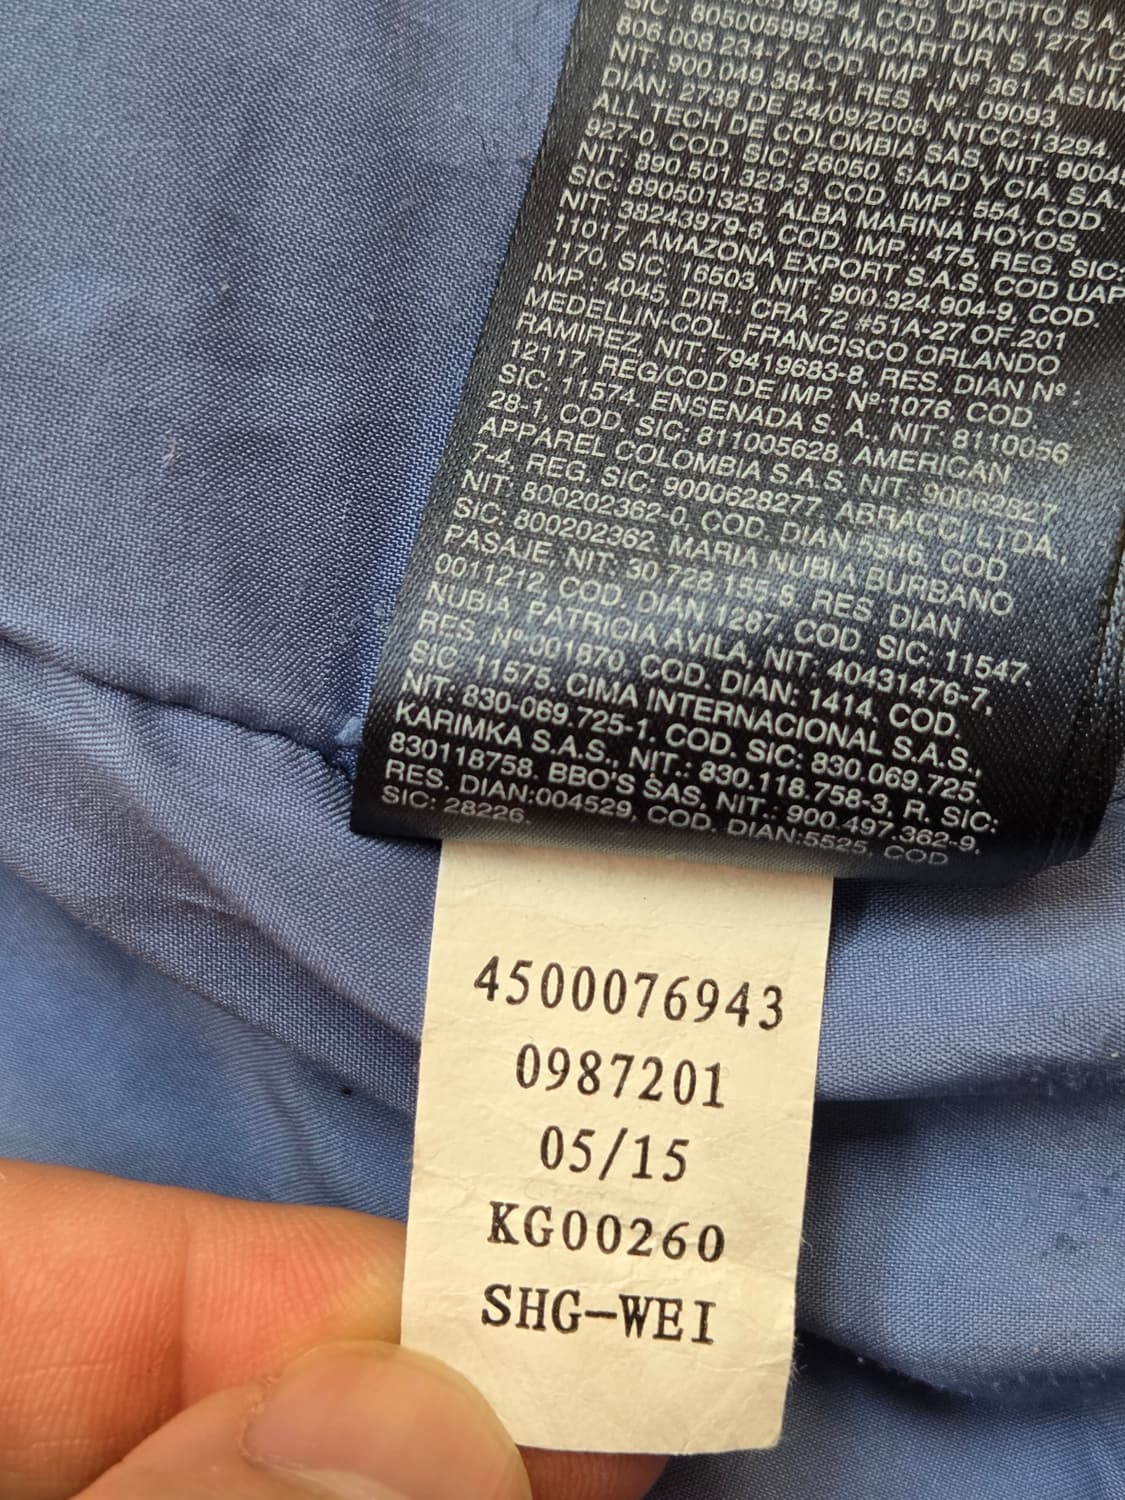 UPORTO S.A.
SIC: 805005992, MACARTUR, S.A., NIT
806.008.234-7, COD. IMP. Nº 361, ASUM
NIT: 900.049.384-1, RES. Nº. 09093
DIAN: 2738 DE 24/09/2008, NTCC:13294,
ALL TECH DE COLOMBIA SAS, NIT. 9004
927-0, COD. SIC: 26050. SAAD Y CIA, S.A.
NIT: 890.501.323-3, COD. IMP.: 554, COD.
SIC: 890501323, ALBA MARINA HOYOS,
NIT: 38243979-6, COD. IMP.: 475, REG. SIC:
11017, AMAZONA EXPORT S.A.S. COD UAP
1170, SIC: 16503, NIT: 900.324.904-9, COD.
IMP.: 4045, DIR.: CRA 72 #51A-27 OF.201
MEDELLIN-COL, FRANCISCO ORLANDO
RAMIREZ, NIT: 79419683-8, RES. DIAN Nº :
12117, REG/COD DE IMP. Nº:1076, COD.
SIC: 11574, ENSENADA S. A., NIT: 8110056
28-1, COD. SIC: 811005628, AMERICAN
APPAREL COLOMBIA S.A.S. NIT: 90062827
7-4, REG. SIC: 9000628277, ABRACCI LTDA,
NIT: 800202362-0, COD. DIAN 5546, COD
SIC: 800202362. MARIA NUBIA BURBANO
PASAJE, NIT: 30.728.155-6, RES. DIAN
0011212, COD. DIAN 1287, COD. SIC. 11547,
NUBIA PATRICIA AVILA, NIT: 40431476-7,
RES. Nº 001870, COD. DIAN: 1414. COD.
SIC: 11575. CIMA INTERNACIONAL S.A.S.,
NIT: 830-069.725-1. COD. SIC: 830.069.725.
KARIMKA S.A.S., NIT.: 830.118.758-3, R. SIC:
830118758. BBO'S SAS, NIT.: 900.497.362-9,
RES. DIAN:004529, COD. DIAN:5525, COD
SIC: 28226.
4500076943
0987201
05/15
KG00260
SHG-WEI